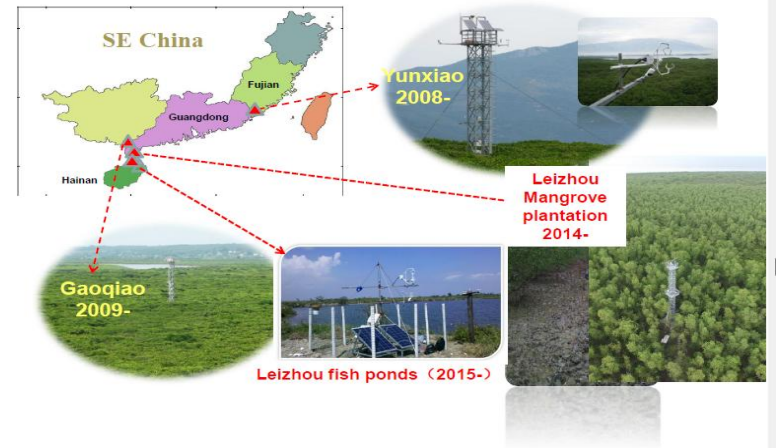 SE China
Fujian
Guangdong
Hainan
Yunxiao
2008-
Leizhou
Mangrove
plantation
2014-
Gaoqiao
2009-
Leizhou fish ponds（2015-）